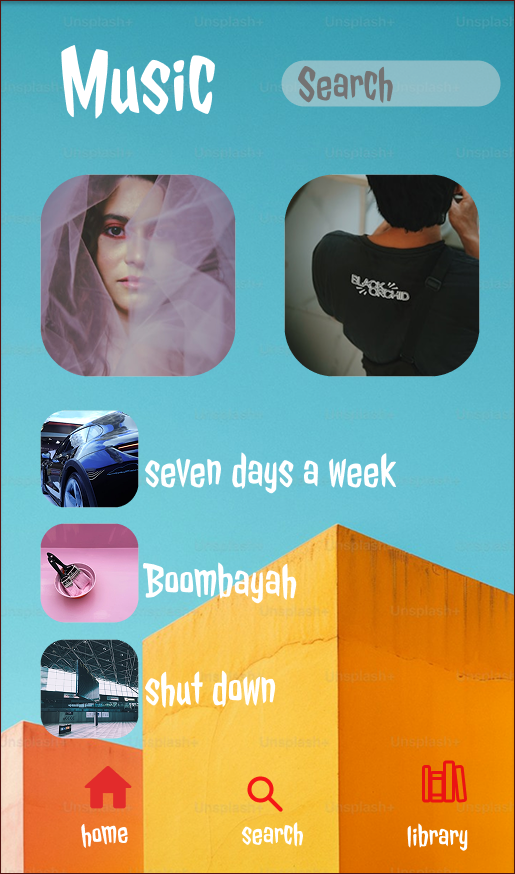 Music
Search
BLACK
ORCHID
seven days a week
Boombayah
shut down
home
search
library
Unsplash+